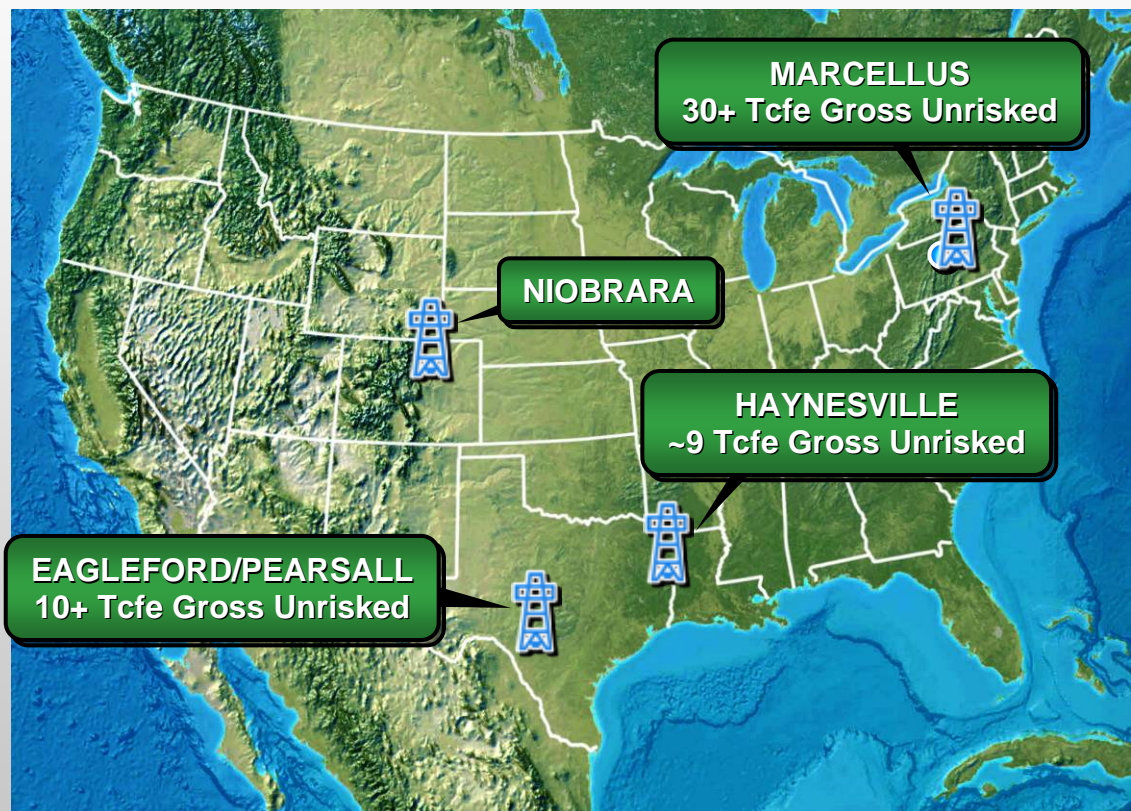 MARCELLUS
30+ Tcfe Gross Unrisked
NIOBRARA
HAYNESVILLE
~9 Tcfe Gross Unrisked
EAGLEFORD/PEARSALL
10+ Tcfe Gross Unrisked